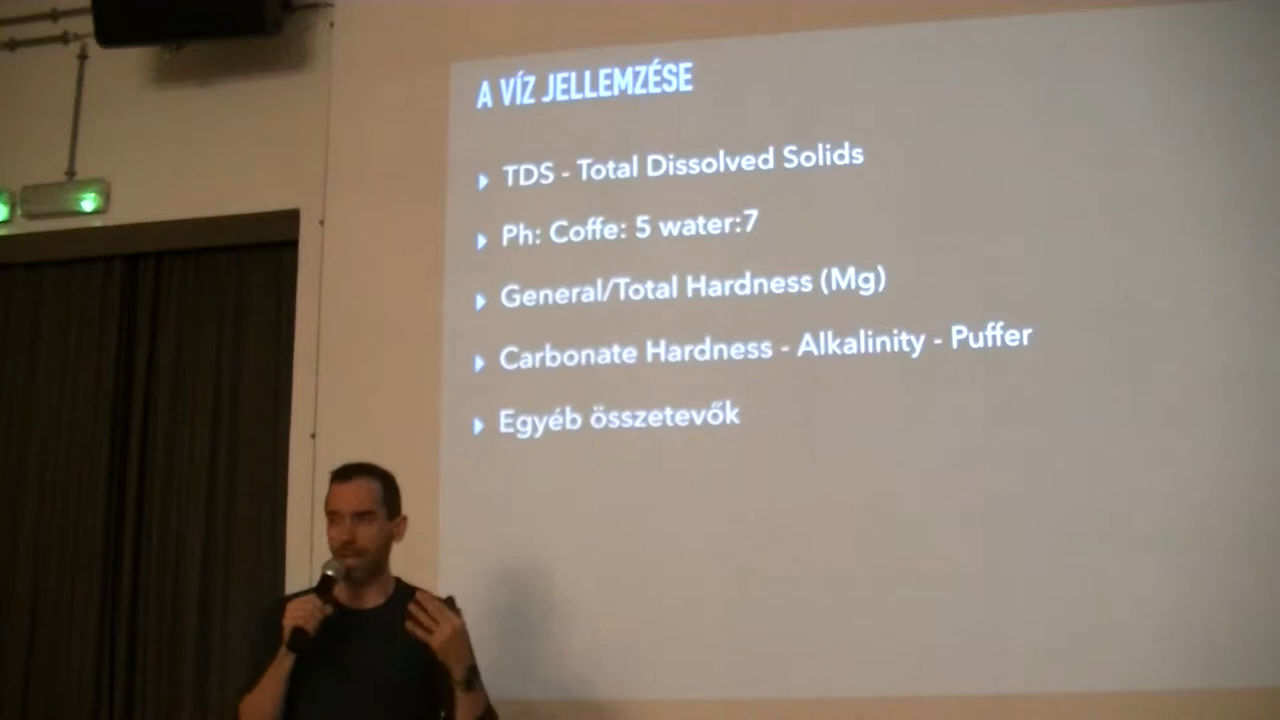 A VÍZ JELLEMZÉSE
TDS - Total Dissolved Solids
Ph: Coffe: 5 water:7
General/Total Hardness (Mg)
Carbonate Hardness - Alkalinity - Puffer
Egyéb összetevők